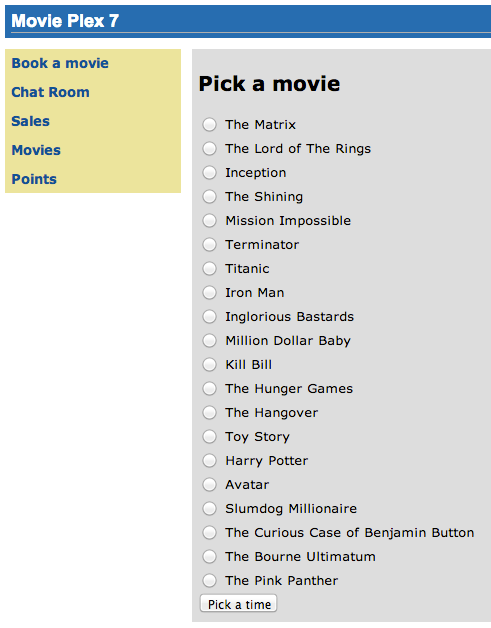 Movie Plex 7
Book a movie
Chat Room
Sales
Movies
Points
Pick a movie
The Matrix
The Lord of The Rings
Inception
The Shining
Mission Impossible
Terminator
Titanic
Iron Man
Inglorious Bastards
Million Dollar Baby
Kill Bill
The Hunger Games
The Hangover
Toy Story
Harry Potter
Avatar
Slumdog Millionaire
The Curious Case of Benjamin Button
The Bourne Ultimatum
The Pink Panther
Pick a time